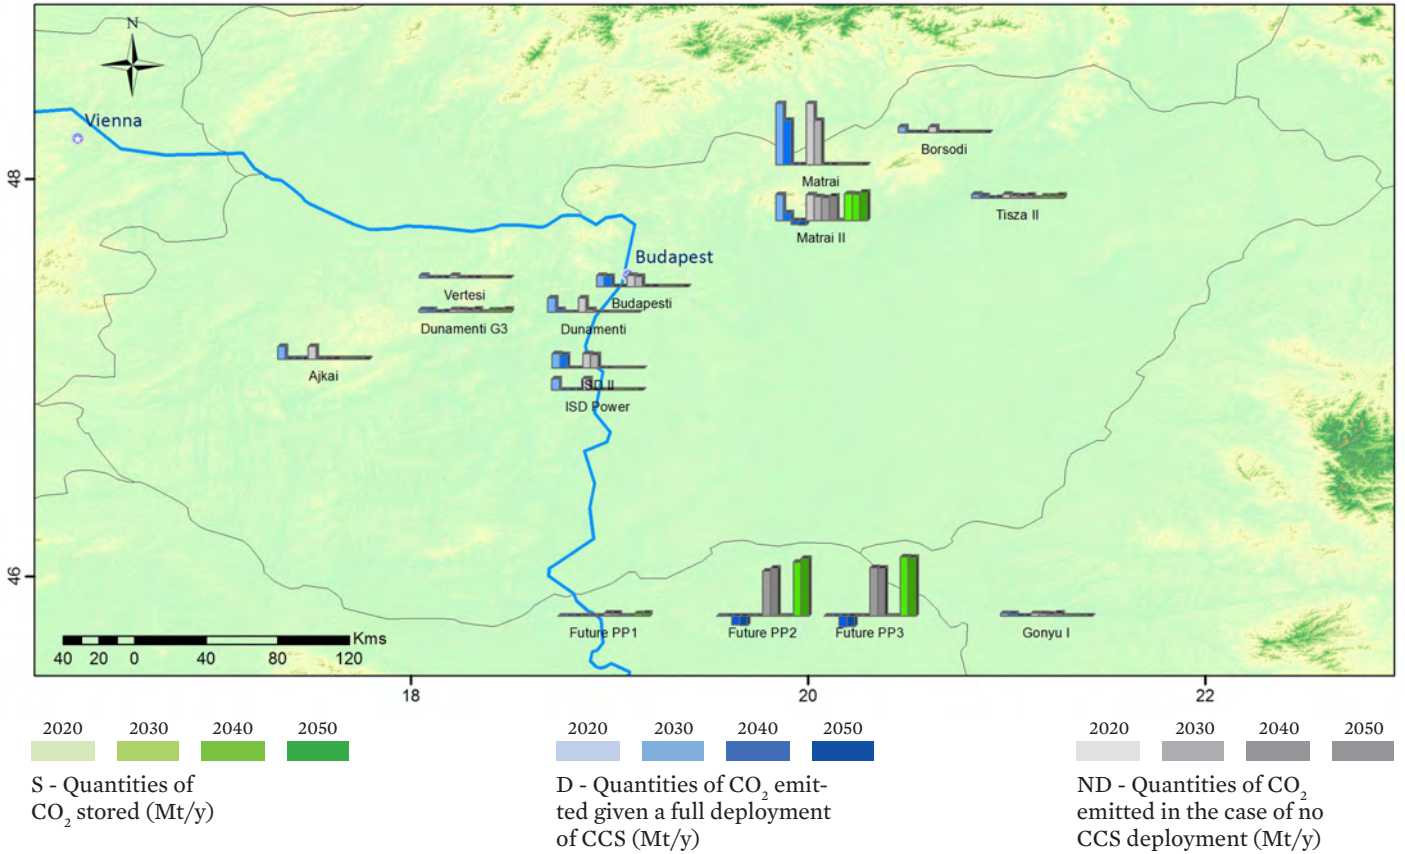 N
Vienna
48
Borsodi
Matrai
Tisza II
Matrai II
Budapest
Vertesi
Budapesti
Dunamenti G3
Dunamenti
Ajkai
ISD II
ISD Power
46
Future PP1
Future PP2
Future PP3
Gonyu I
Kms
40 20 0 40 80 120
18 20 22
2020 2030 2040 2050
S - Quantities of
CO₂ stored (Mt/y)
2020 2030 2040 2050
D - Quantities of CO₂ emit-
ted given a full deployment
of CCS (Mt/y)
2020 2030 2040 2050
ND - Quantities of CO₂
emitted in the case of no
CCS deployment (Mt/y)